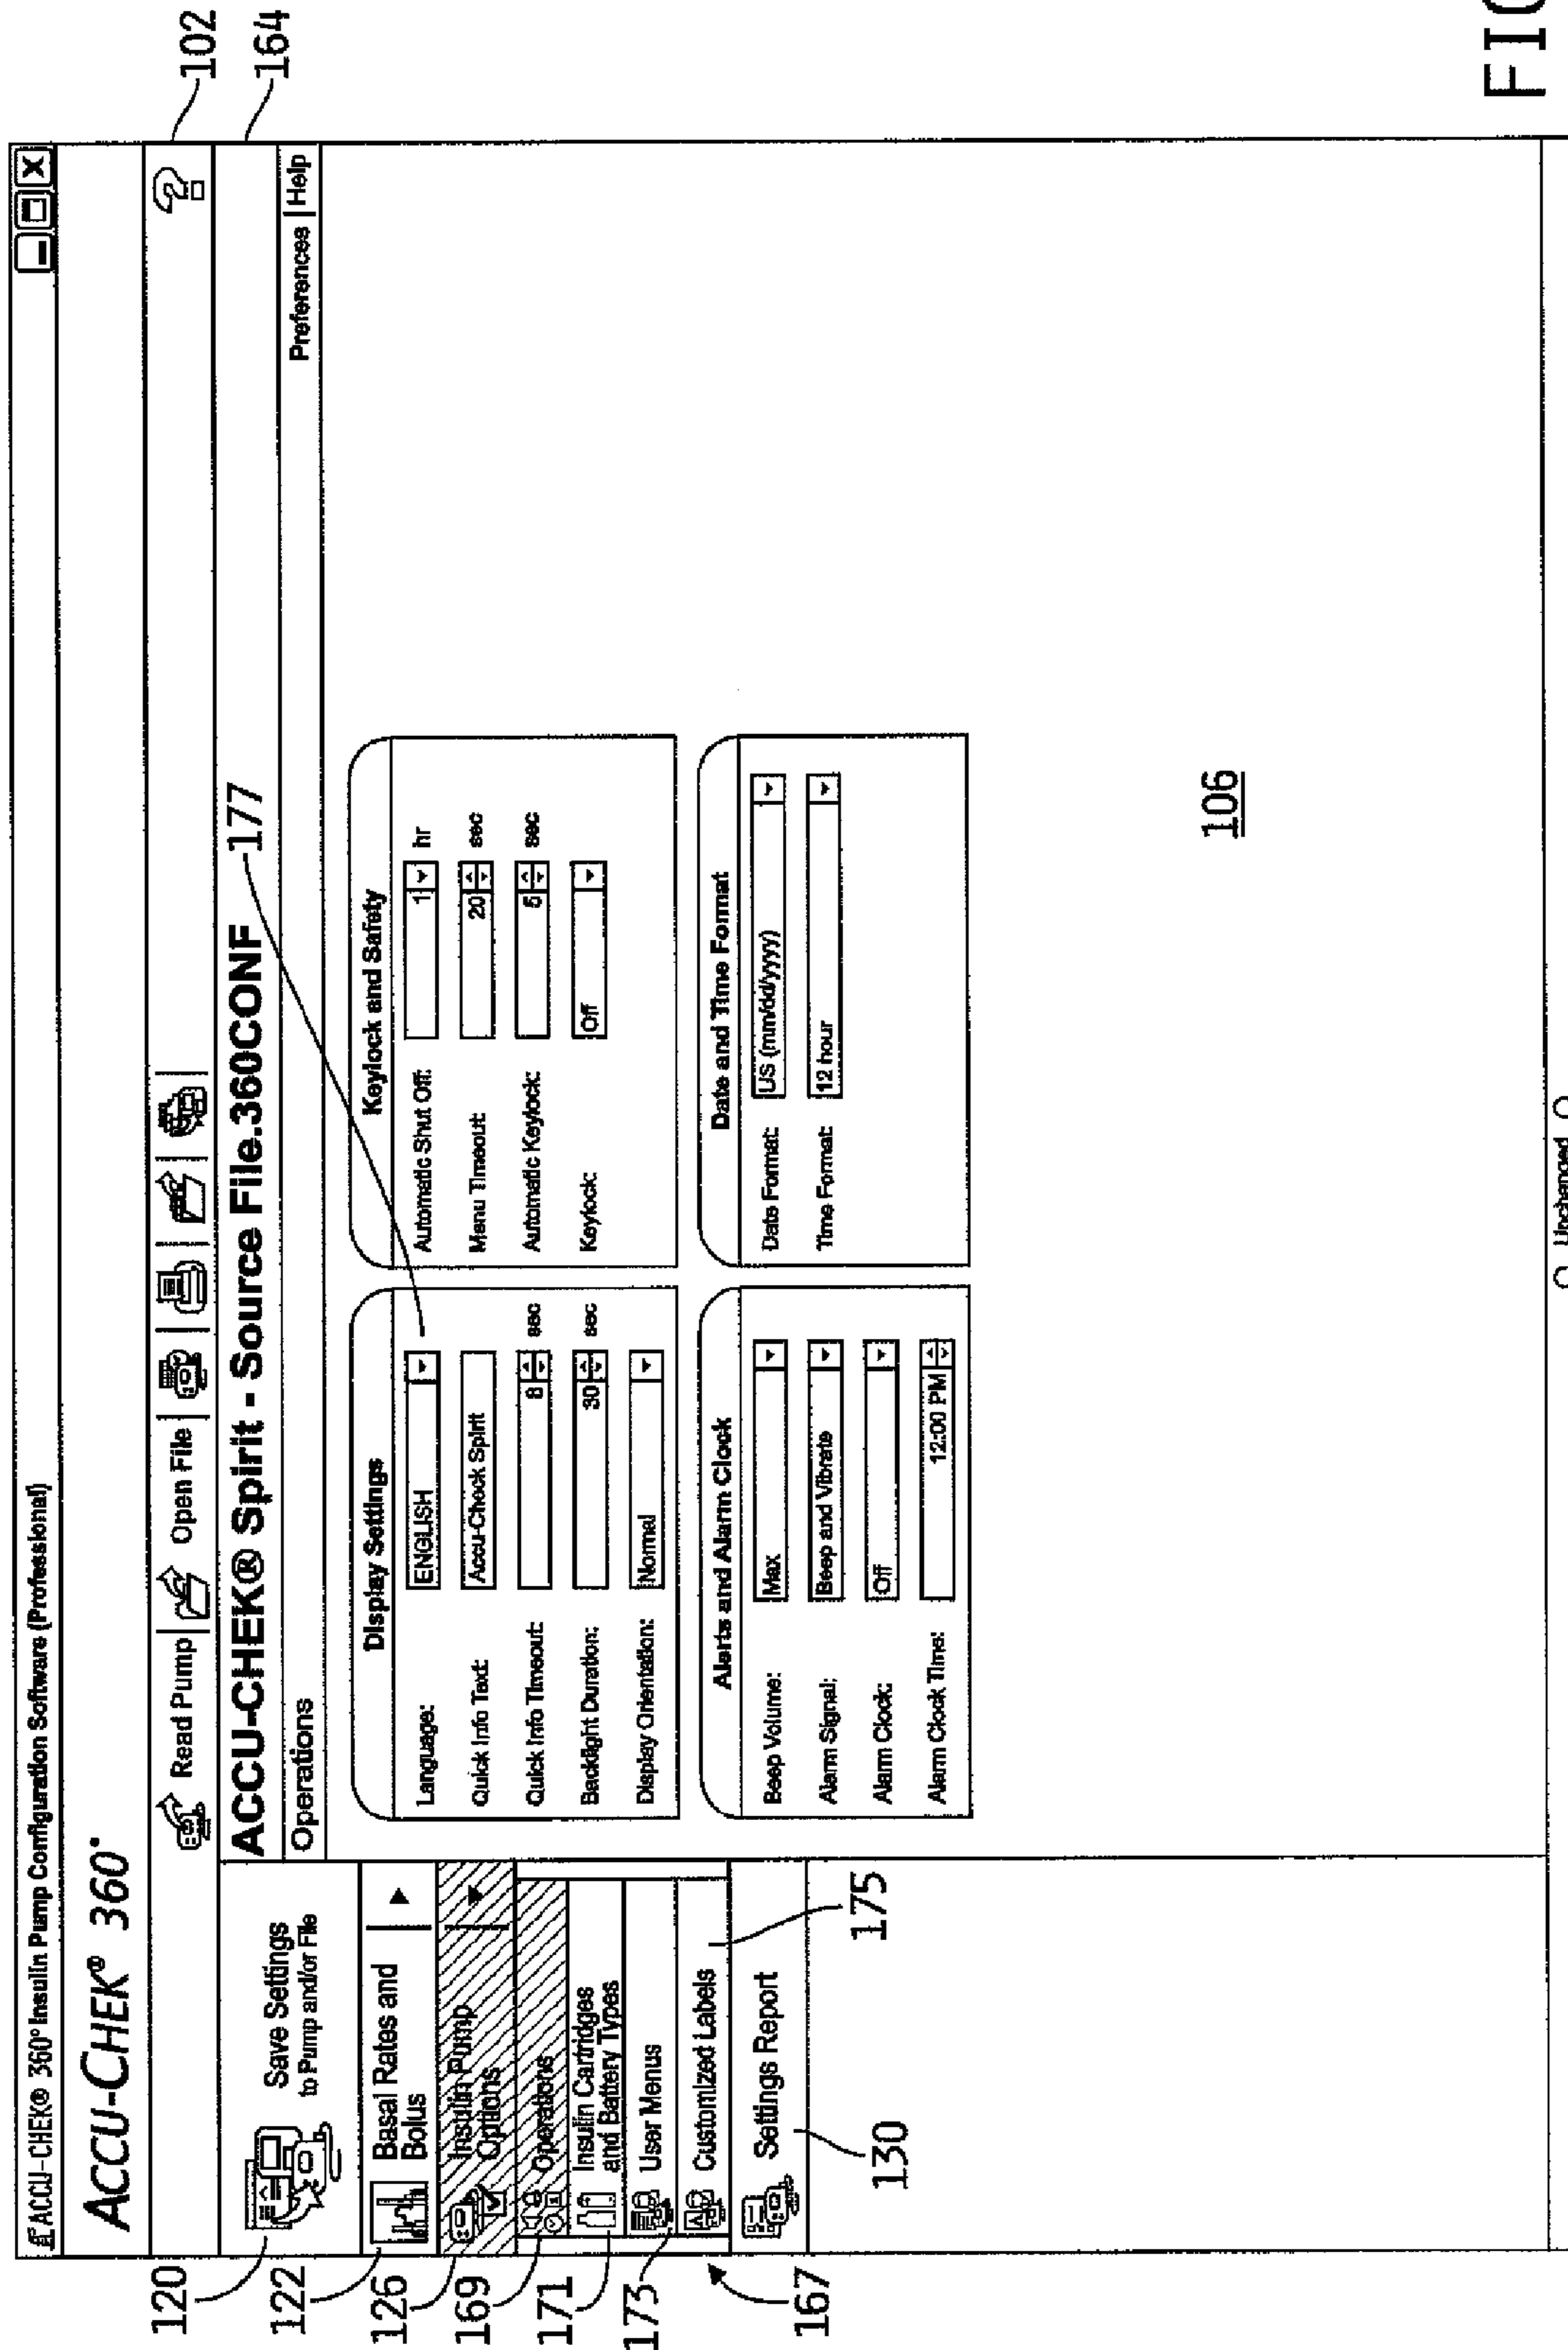 ACCU-CHEK® 360° Insulin Pump Configuration Software (Professional)
ACCU-CHEK® 360°
Read Pump
Open File
102
120
Save Settings
to Pump and/or File
ACCU-CHEK® Spirit - Source File.360CONF
177
164
Operations
Preferences
Help
122
Basal Rates and
Bolus
126
Insulin Pump
Options
169
Operations
171
Insulin Cartridges
and Battery Types
173
User Menus
Customized Labels
175
167
Settings Report
130
Display Settings
Language:
ENGLISH
Quick Info Text:
Accu-Check Spirit
Quick Info Timeout:
8
sec
Backlight Duration:
30
sec
Display Orientation:
Normal
Keylock and Safety
Automatic Shut Off:
1
hr
Menu Timeout:
20
sec
Automatic Keylock:
5
sec
Keylock:
Off
Alerts and Alarm Clock
Beep Volume:
Max
Alarm Signal:
Beep and Vibrate
Alarm Clock:
Off
Alarm Clock Time:
12:00 PM
Date and Time Format
Date Format:
US (mm/dd/yyyy)
Time Format:
12 hour
106
Unchanged